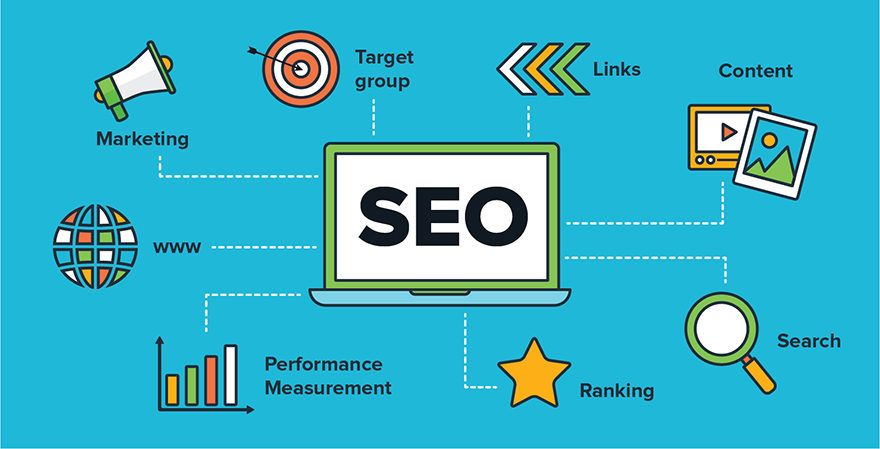 Target
group
Links
Content
Marketing
SEO
www
Search
Performance
Measurement
Ranking